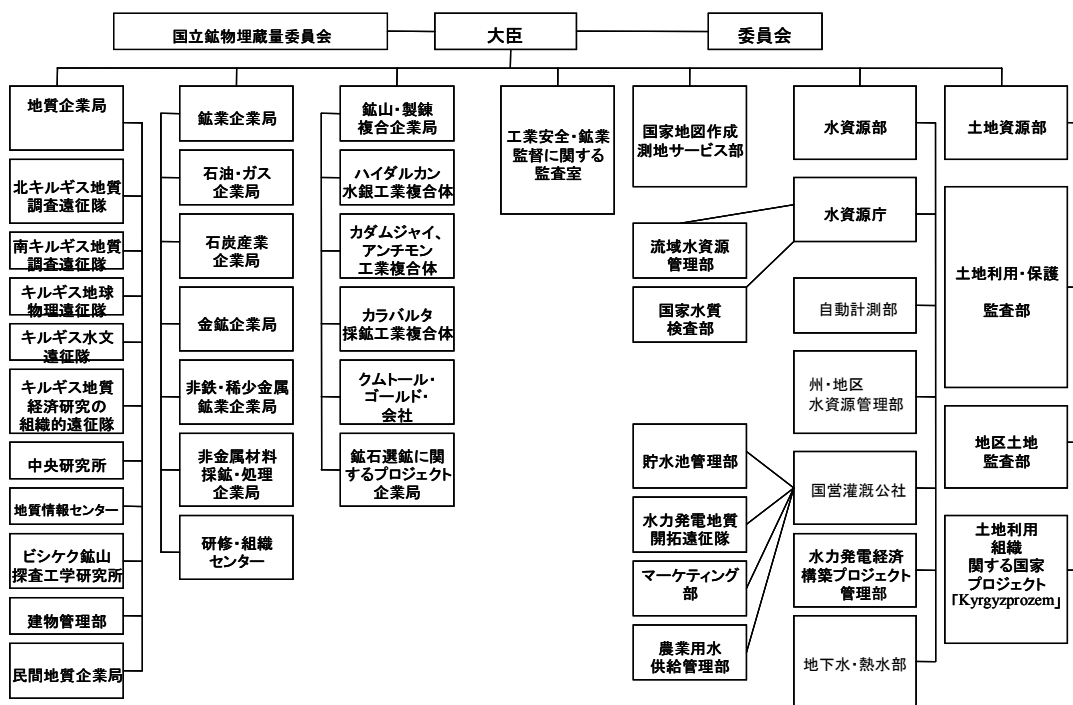 国立鉱物埋蔵量委員会
大臣
委員会
地質企業局
北キルギス地質
調査遠征隊
南キルギス地質
調査遠征隊
キルギス地球
物理遠征隊
キルギス水文
遠征隊
キルギス地質
経済研究の
組織的遠征隊
中央研究所
地質情報センター
ビシケク鉱山
探査工学研究所
建物管理部
民間地質企業局
鉱業企業局
石油・ガス
企業局
石炭産業
企業局
金鉱企業局
非鉄・稀少金属
鉱業企業局
非金属材料
採鉱・処理
企業局
研修・組織
センター
鉱山・製錬
複合企業局
ハイダルカン
水銀工業複合体
カダムジャイ、
アンチモン
工業複合体
カラバルタ
採鉱工業複合体
クムトール・
ゴールド・
会社
鉱石選鉱に関
するプロジェクト
企業局
工業安全・鉱業
監督に関する
監査室
国家地図作成
測地サービス部
流域水資源
管理部
国家水質
検査部
貯水池管理部
水力発電地質
開拓遠征隊
マーケティング
部
農業用水
供給管理部
水資源部
水資源庁
自動計測部
州・地区
水資源管理部
国営灌漑公社
水力発電経済
構築プロジェクト
管理部
地下水・熱水部
土地資源部
土地利用・保護
監査部
地区土地
監査部
土地利用
組織
関する国家
プロジェクト
「Kyrgyzprozem」